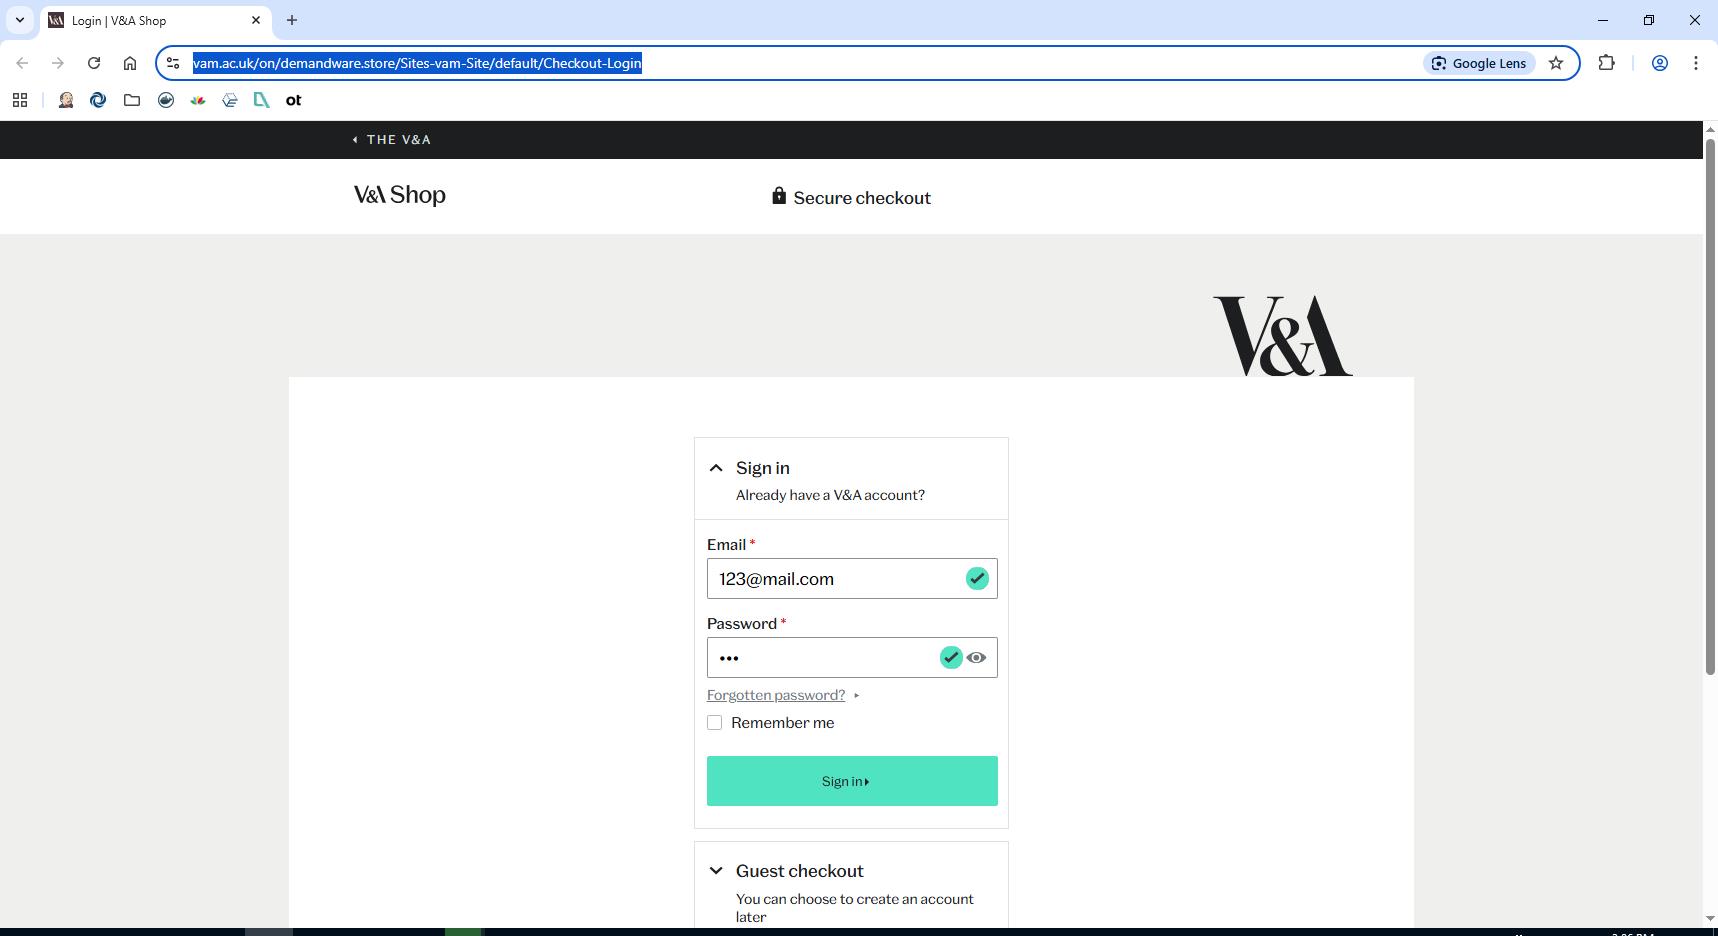 Login | V&A Shop
vam.ac.uk/on/demandware.store/Sites-vam-Site/default/Checkout-Login
Google Lens
ot
THE V&A
V&A Shop
Secure checkout
V&A
Sign in
Already have a V&A account?
Email *
123@mail.com
Password *
•••
Forgotten password?
Remember me
Sign in
Guest checkout
You can choose to create an account
later